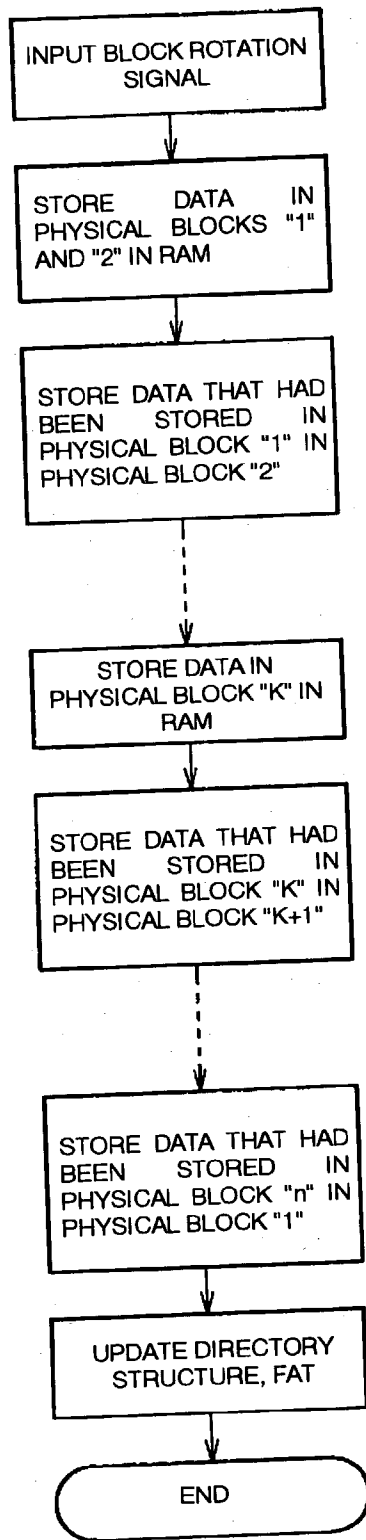 INPUT BLOCK ROTATION
SIGNAL
STORE DATA IN
PHYSICAL BLOCKS "1"
AND "2" IN RAM
STORE DATA THAT HAD
BEEN STORED IN
PHYSICAL BLOCK "1" IN
PHYSICAL BLOCK "2"
STORE DATA IN
PHYSICAL BLOCK "K" IN
RAM
STORE DATA THAT HAD
BEEN STORED IN
PHYSICAL BLOCK "K" IN
PHYSICAL BLOCK "K+1"
STORE DATA THAT HAD
BEEN STORED IN
PHYSICAL BLOCK "n" IN
PHYSICAL BLOCK "1"
UPDATE DIRECTORY
STRUCTURE, FAT
END